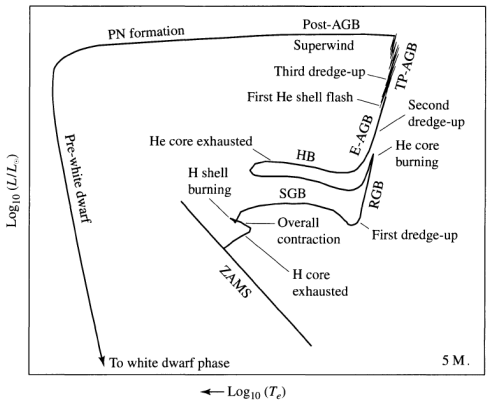 Post-AGB
PN formation
Superwind
TP-AGB
Third dredge-up
First He shell flash
Second
dredge-up
E-AGB
He core exhausted
He core
burning
HB
H shell
burning
SGB
RGB
Pre-white dwarf
Overall
contraction
First dredge-up
ZAMS
H core
exhausted
To white dwarf phase
5 M.
Log₁₀ (L/L☉)
← Log₁₀ (Tₑ)